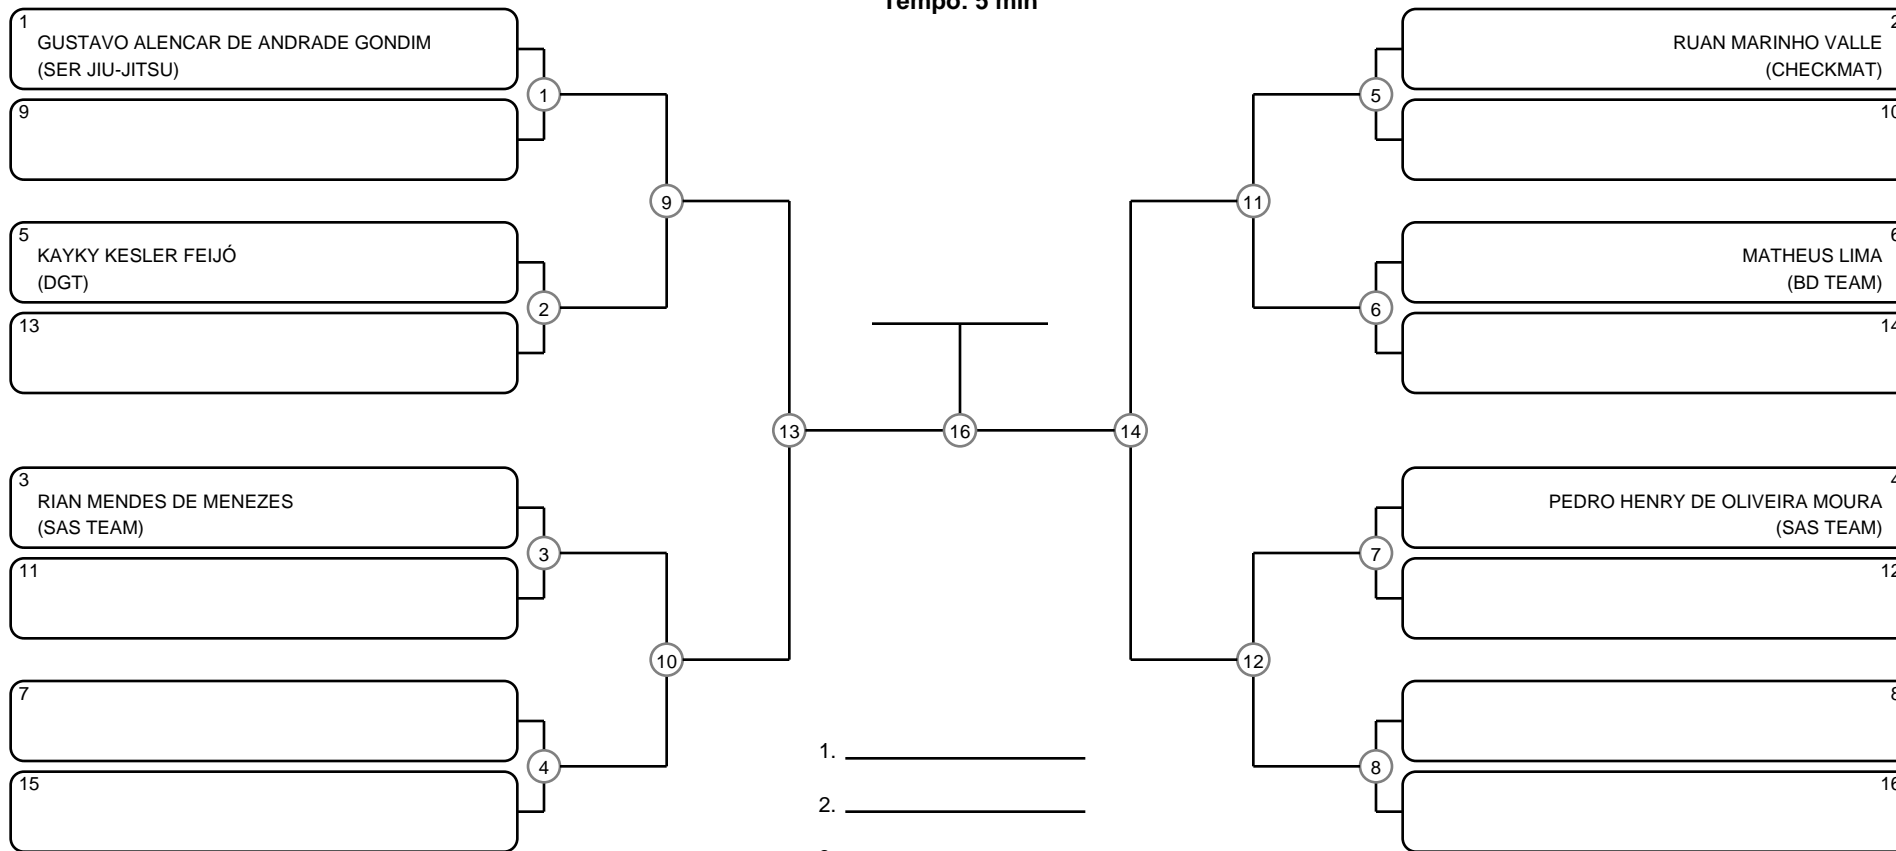 Tempo: 5 min
1
GUSTAVO ALENCAR DE ANDRADE GONDIM
(SER JIU-JITSU)
9
1
5
KAYKY KESLER FEIJÓ
(DGT)
13
2
9
3
RIAN MENDES DE MENEZES
(SAS TEAM)
11
3
7
15
4
10
13
16
14
2
RUAN MARINHO VALLE
(CHECKMAT)
10
5
6
MATHEUS LIMA
(BD TEAM)
14
6
11
4
PEDRO HENRY DE OLIVEIRA MOURA
(SAS TEAM)
12
7
8
16
8
12
1.
2.